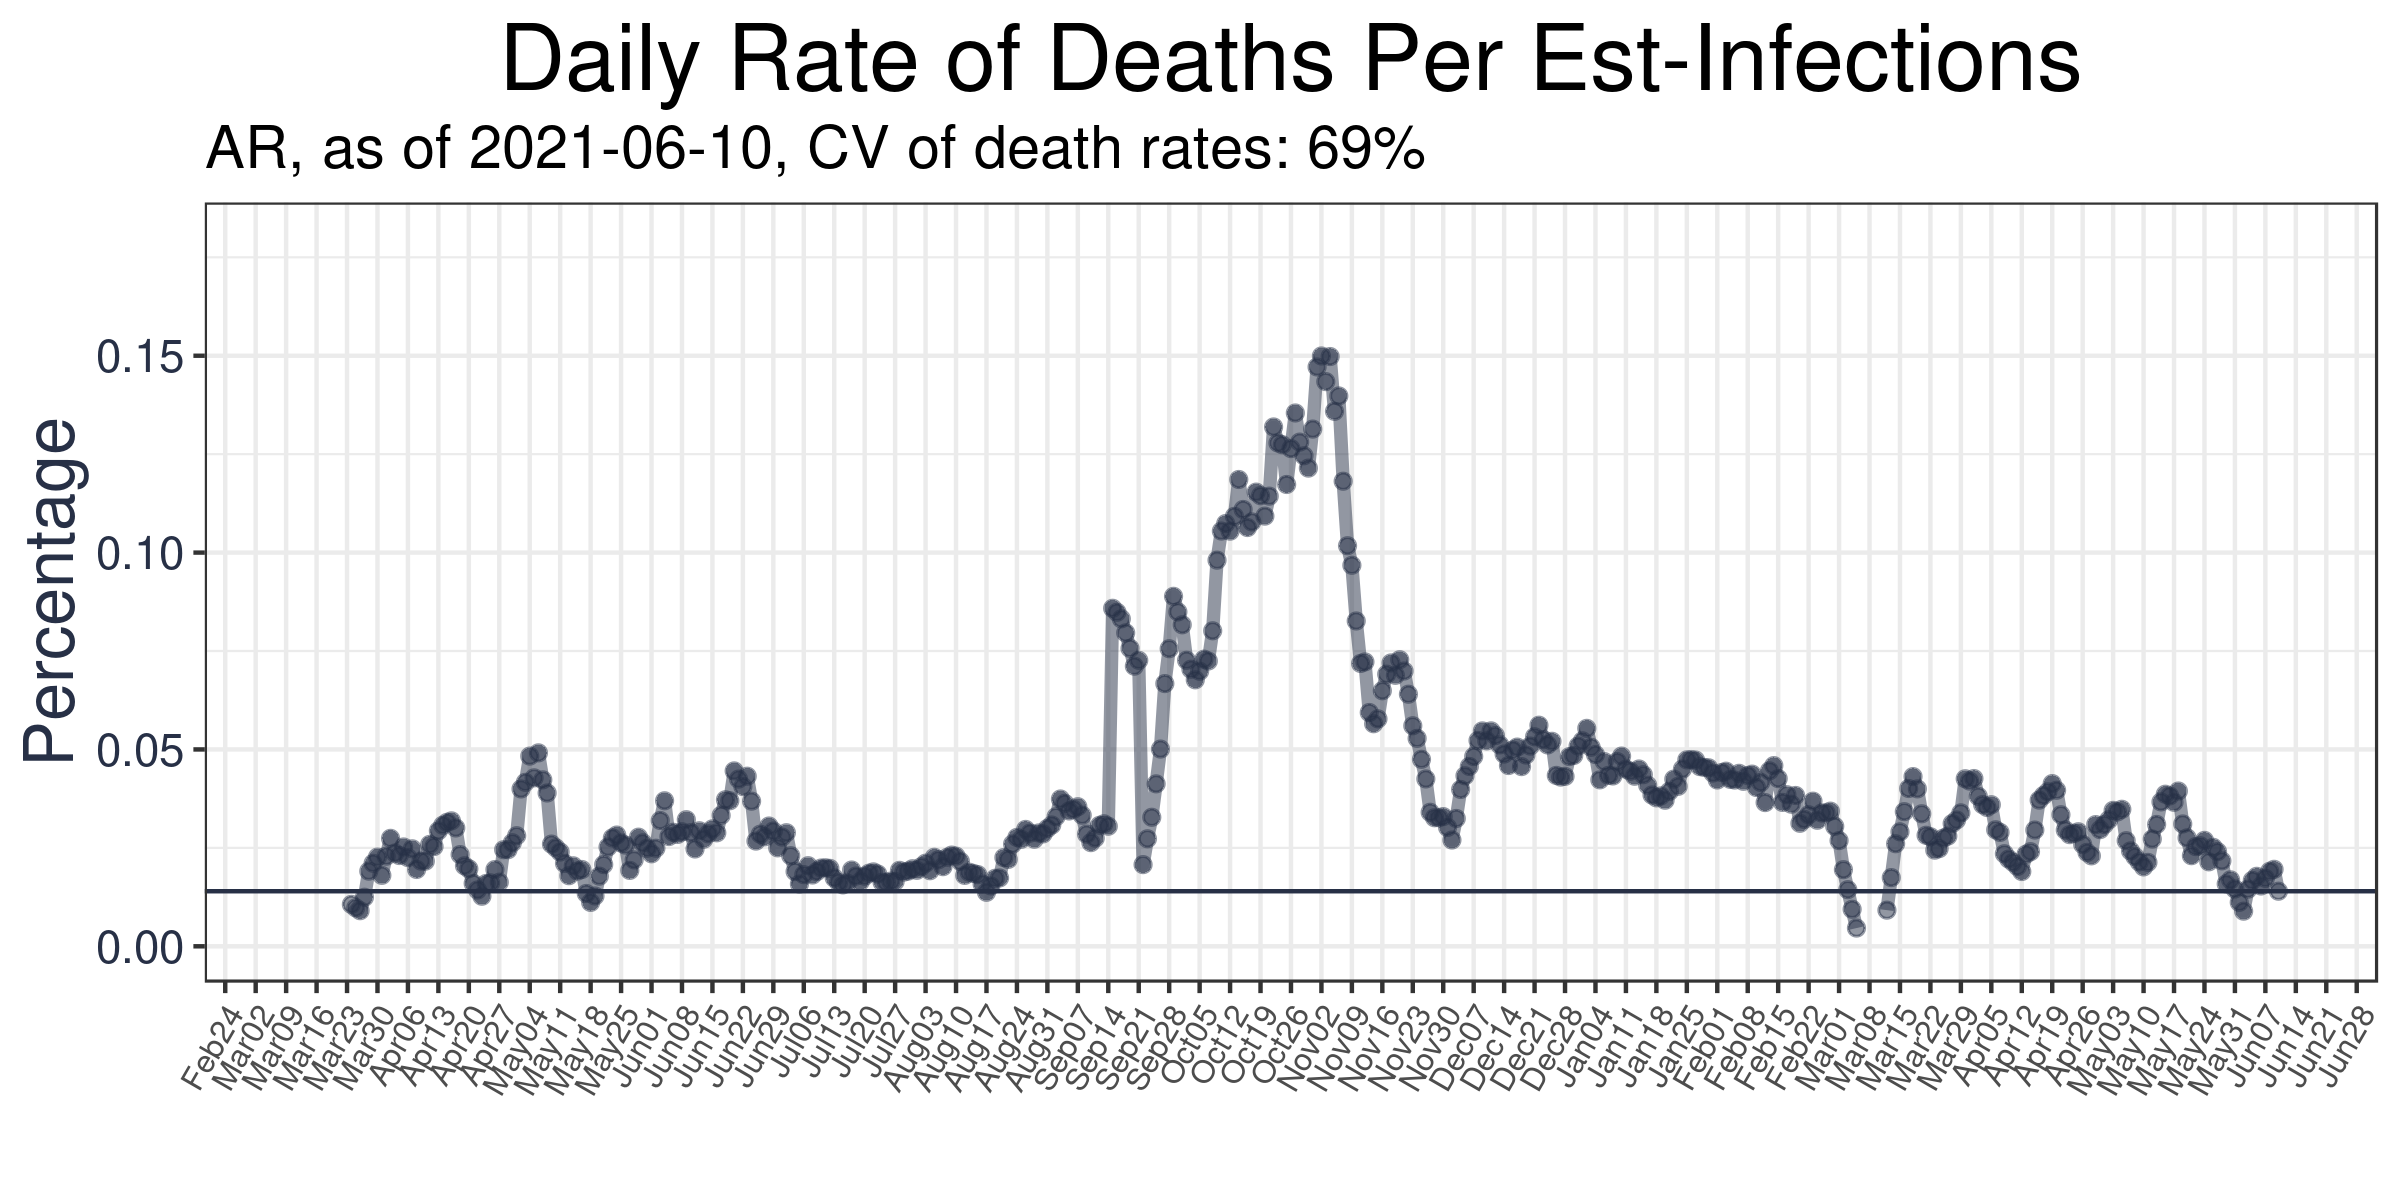 Daily Rate of Deaths Per Est-Infections
AR, as of 2021-06-10, CV of death rates: 69%
Percentage
0.15
0.10
0.05
0.00
Feb24
Mar02
Mar09
Mar16
Mar23
Mar30
Apr06
Apr13
Apr20
Apr27
May04
May11
May18
May25
Jun01
Jun08
Jun15
Jun22
Jun29
Jul06
Jul13
Jul20
Jul27
Aug03
Aug10
Aug17
Aug24
Aug31
Sep07
Sep14
Sep21
Sep28
Oct05
Oct12
Oct19
Oct26
Nov02
Nov09
Nov16
Nov23
Nov30
Dec07
Dec14
Dec21
Dec28
Jan04
Jan11
Jan18
Jan25
Feb01
Feb08
Feb15
Feb22
Mar01
Mar08
Mar15
Mar22
Mar29
Apr05
Apr12
Apr19
Apr26
May03
May10
May17
May24
May31
Jun07
Jun14
Jun21
Jun28